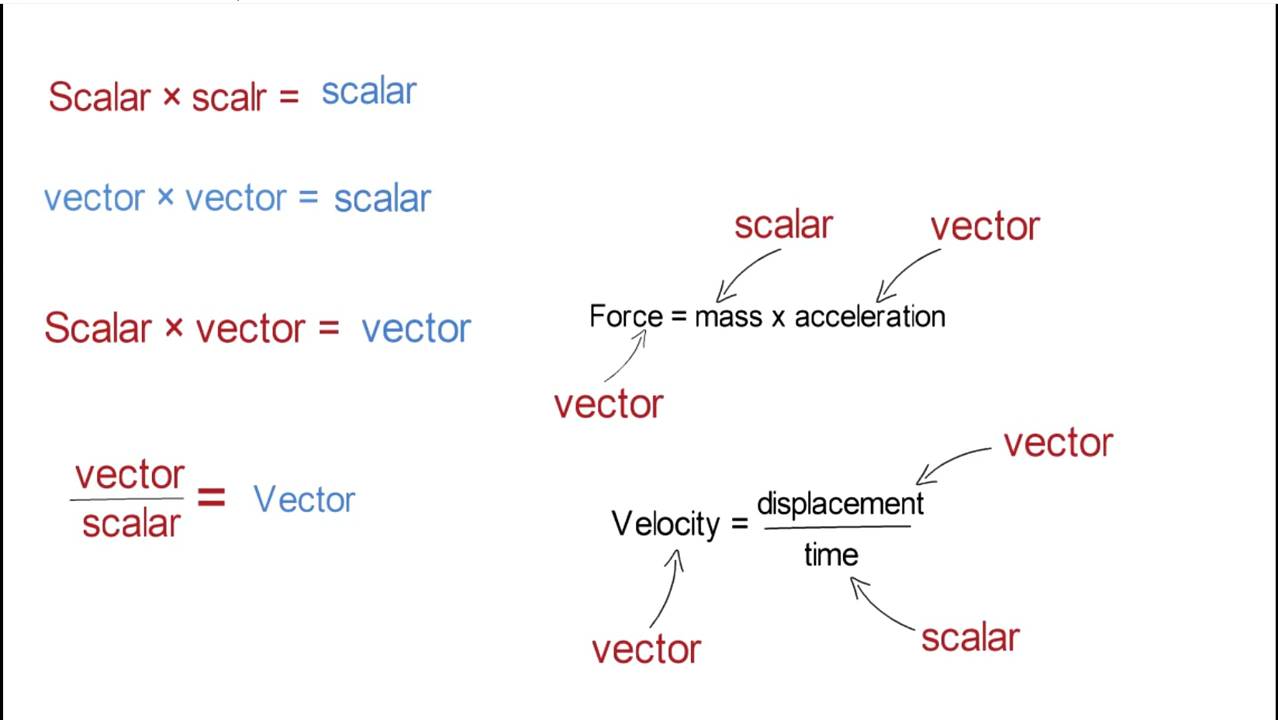 Scalar × scalr = scalar
vector × vector = scalar
Scalar × vector = vector
vector
scalar
= Vector
scalar
vector
Force = mass x acceleration
vector
vector
Velocity =
displacement
time
vector
scalar